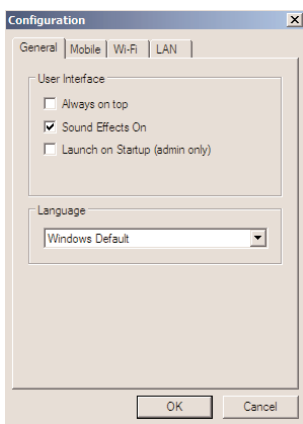 Configuration
General Mobile Wi-Fi LAN
User Interface
Always on top
Sound Effects On
Launch on Startup (admin only)
Language
Windows Default
OK Cancel